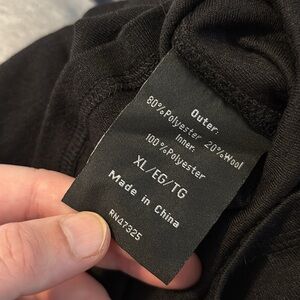 Outer:
80%Polyester 20%Wool
Inner:
100%Polyester
XL/EG/TG
Made in China
RN47325